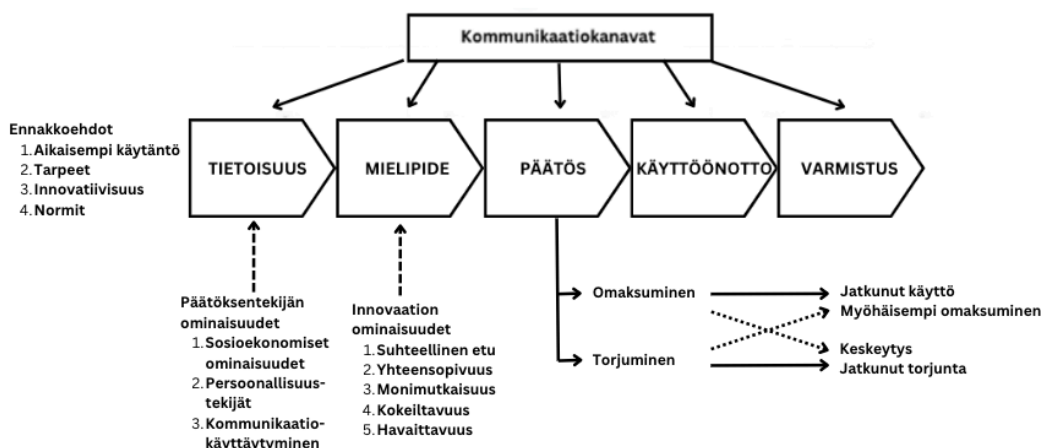 Kommunikaatiokanavat
Ennakkoehdot
1. Aikaisempi käytäntö
2. Tarpeet
3. Innovatiivisuus
4. Normit
TIETOISUUS
MIELIPIDE
PÄÄTÖS
KÄYTTÖÖNOTTO
VARMISTUS
Päätöksentekijän
ominaisuudet
1. Sosioekonomiset
ominaisuudet
2. Persoonallisuus-
tekijät
3. Kommunikaatio-
käyttäytyminen
Innovaation
ominaisuudet
1. Suhteellinen etu
2. Yhteensopivuus
3. Monimutkaisuus
4. Kokeiltavuus
5. Havaittavuus
Omaksuminen
Torjuminen
Jatkunut käyttö
Myöhäisempi omaksuminen
Keskeytys
Jatkunut torjunta